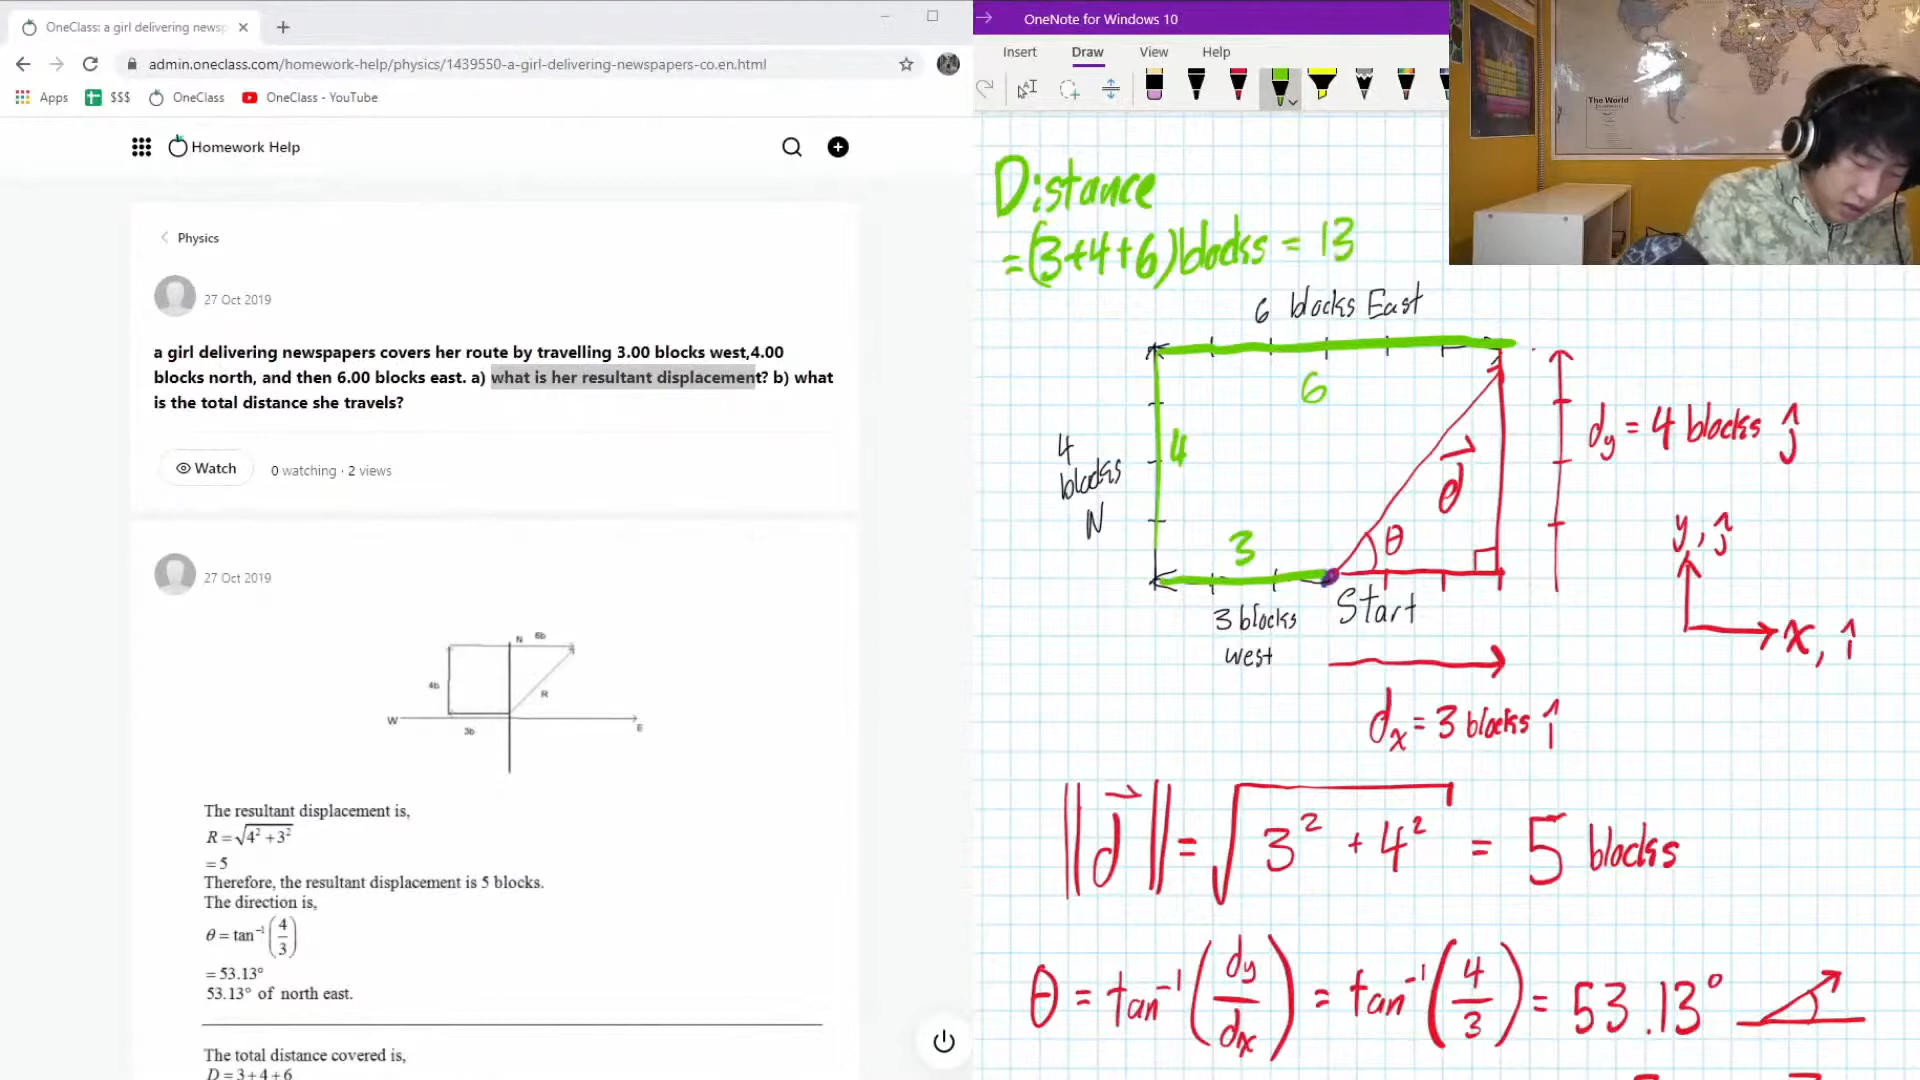 OneClass: a girl delivering newsp
admin.oneclass.com/homework-help/physics/1439550-a-girl-delivering-newspapers-co.en.html
Apps
$$$
OneClass
OneClass - YouTube
Homework Help
Physics
27 Oct 2019
a girl delivering newspapers covers her route by travelling 3.00 blocks west,4.00
blocks north, and then 6.00 blocks east. a) what is her resultant displacement? b) what
is the total distance she travels?
Watch
0 watching · 2 views
27 Oct 2019
N
6b
4b
R
W
E
3b
The resultant displacement is,
R = √4² + 3²
= 5
Therefore, the resultant displacement is 5 blocks.
The direction is,
θ = tan⁻¹(4/3)
= 53.13°
53.13° of north east.
The total distance covered is,
D = 3 + 4 + 6
OneNote for Windows 10
Insert
Draw
View
Help
The World
Distance
= (3+4+6)blocks = 13
6 blocks East
6
4
blocks
N
4
3
d⃗
θ
dy = 4 blocks ĵ
y, ĵ
x, î
Start
3 blocks
west
dx = 3 blocks î
||d⃗|| = √3² + 4² = 5 blocks
θ = tan⁻¹(dy/dx) = tan⁻¹(4/3) = 53.13°